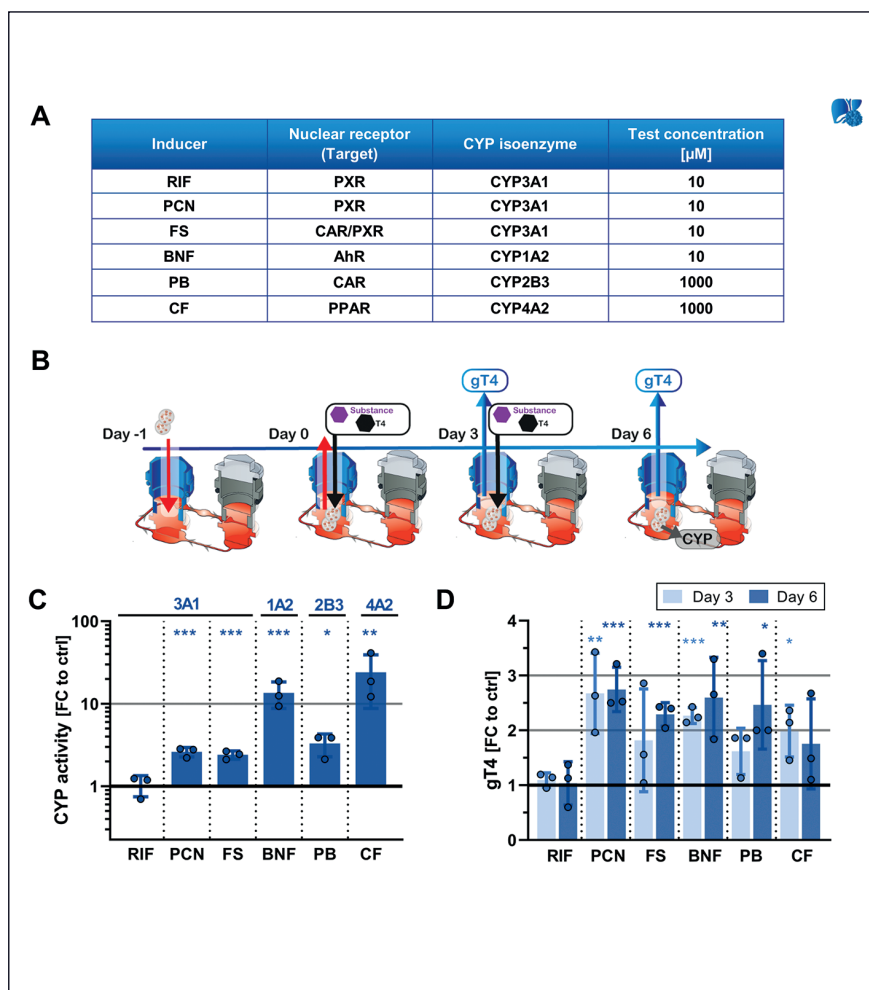 A
Inducer Nuclear receptor (Target) CYP isoenzyme Test concentration [µM]
RIF PXR CYP3A1 10
PCN PXR CYP3A1 10
FS CAR/PXR CYP3A1 10
BNF AhR CYP1A2 10
PB CAR CYP2B3 1000
CF PPAR CYP4A2 1000
B
gT4 gT4
Substance Substance
T4 T4
Day -1 Day 0 Day 3 Day 6
CYP
C
3A1 1A2 2B3 4A2
*** *** *** * **
CYP activity [FC to ctrl]
100
10
1
RIF PCN FS BNF PB CF
D
Day 3 Day 6
** *** *** *** ** * *
gT4 [FC to ctrl]
4
3
2
1
0
RIF PCN FS BNF PB CF